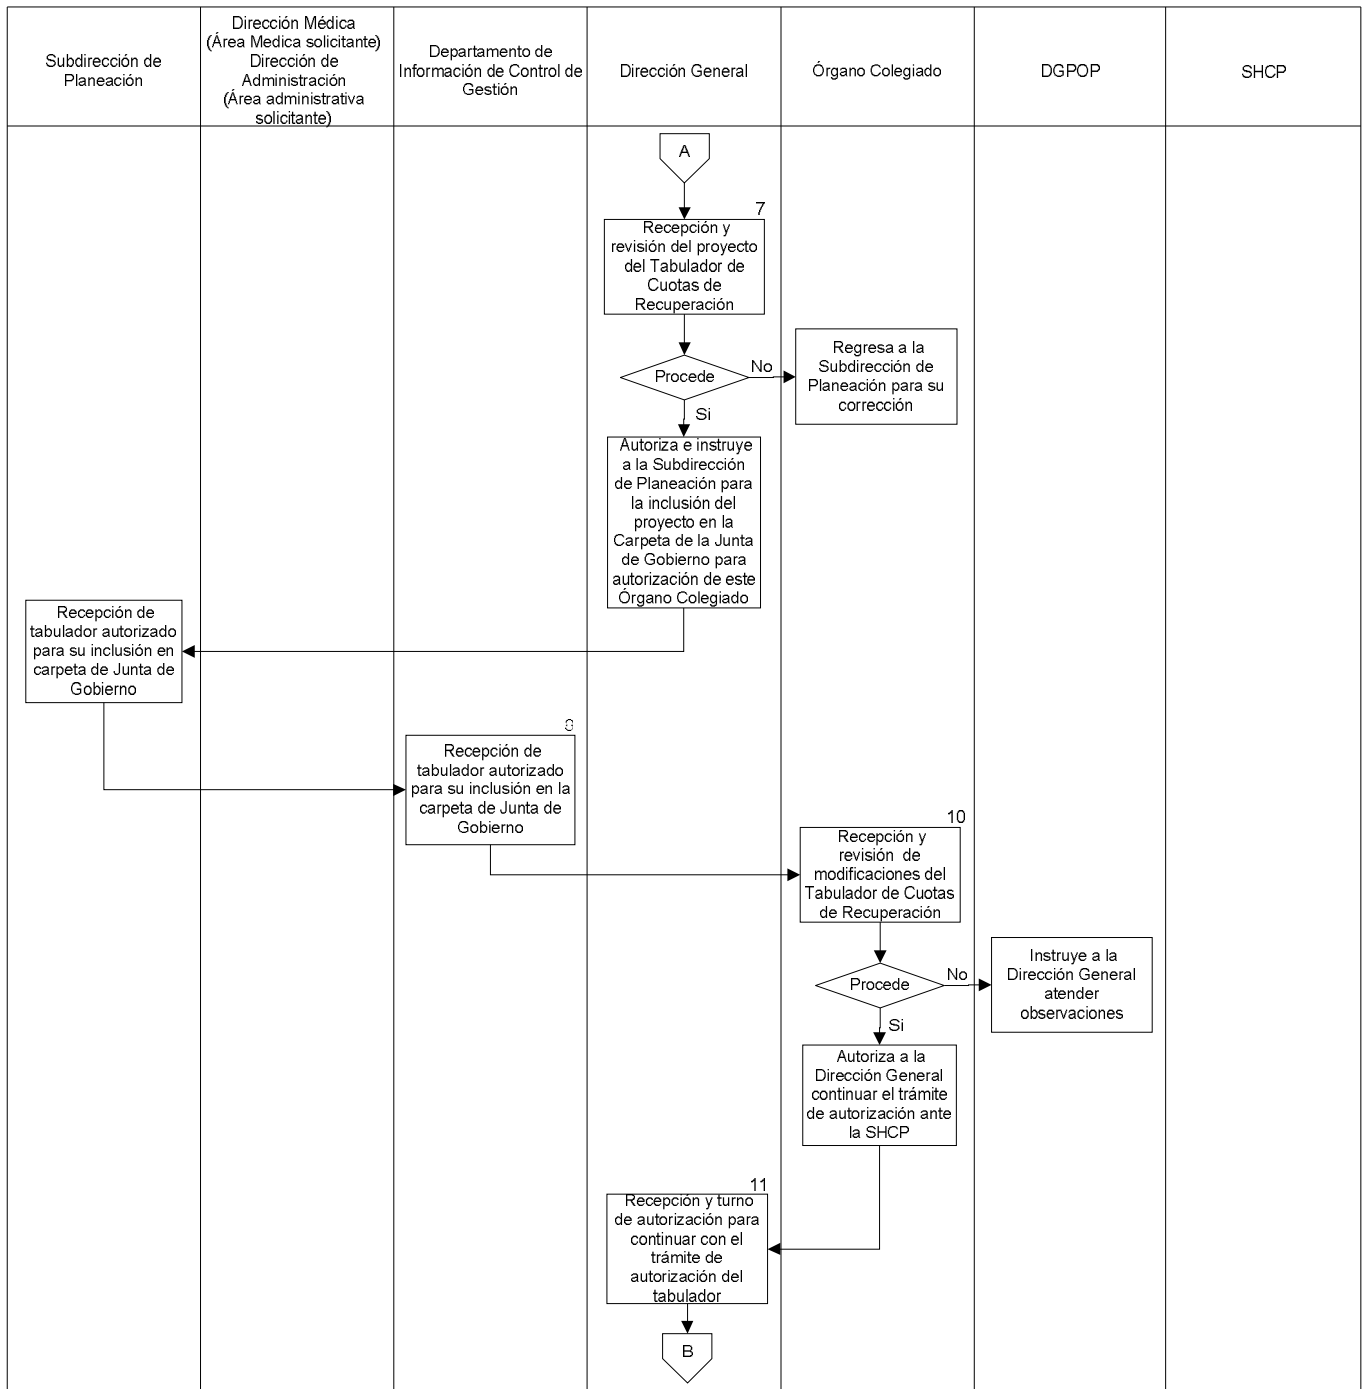 Subdirección de
Planeación
Dirección Médica
(Área Medica solicitante)
Dirección de
Administración
(Área administrativa
solicitante)
Departamento de
Información de Control de
Gestión
Dirección General
Órgano Colegiado
DGPOP
SHCP
A
7
Recepción y
revisión del proyecto
del Tabulador de
Cuotas de
Recuperación
Procede
No
Regresa a la
Subdirección de
Planeación para su
corrección
Si
Autoriza e instruye
a la Subdirección
de Planeación para
la inclusión del
proyecto en la
Carpeta de la Junta
de Gobierno para
autorización de este
Órgano Colegiado
Recepción de
tabulador autorizado
para su inclusión en
carpeta de Junta de
Gobierno
Recepción de
tabulador autorizado
para su inclusión en la
carpeta de Junta de
Gobierno
10
Recepción y
revisión de
modificaciones del
Tabulador de Cuotas
de Recuperación
Procede
No
Instruye a la
Dirección General
atender
observaciones
Si
Autoriza a la
Dirección General
continuar el trámite
de autorización ante
la SHCP
11
Recepción y turno
de autorización para
continuar con el
trámite de
autorización del
tabulador
B